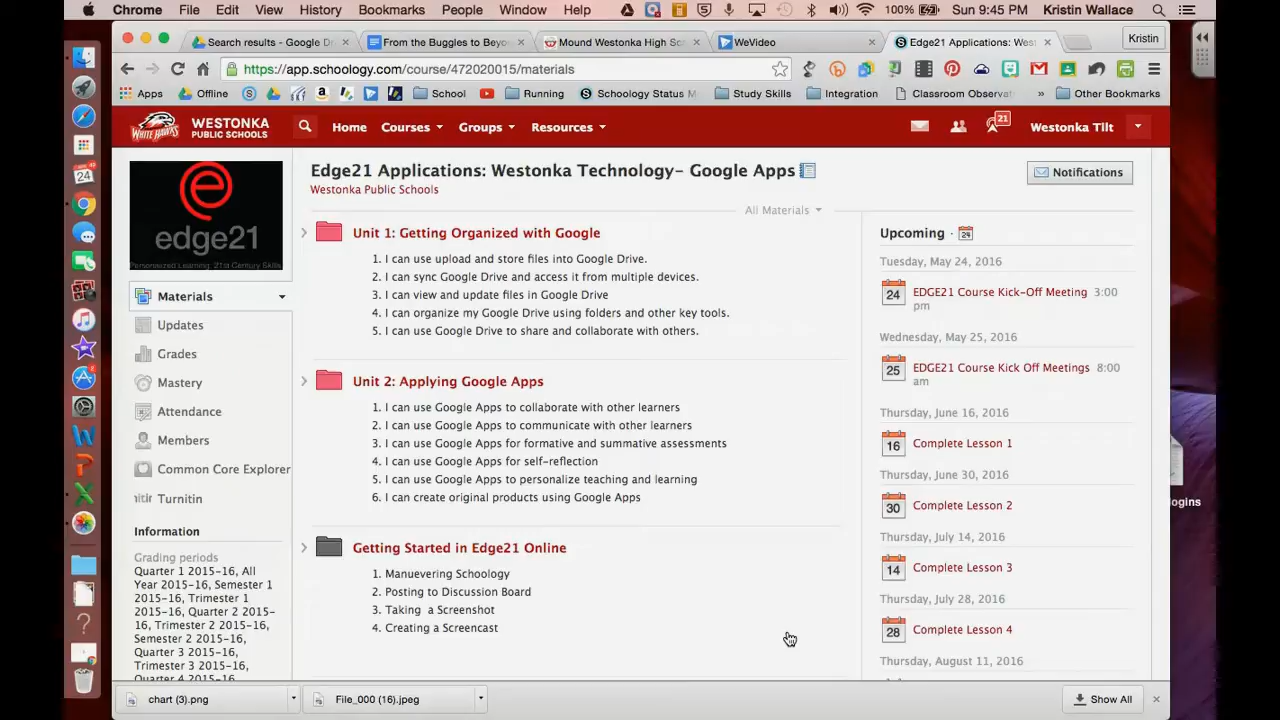 Chrome File Edit View History Bookmarks People Window Help 100% Sun 9:45 PM Kristin Wallace
Search results - Google Dr From the Buggles to Beyo Mound Westonka High Sc WeVideo Edge21 Applications: West Kristin
https://app.schoology.com/course/472020015/materials
Apps Offline School Running Schoology Status M Study Skills Integration Classroom Observat » Other Bookmarks
WESTONKA
PUBLIC SCHOOLS
WHITE HAWKS
Home Courses Groups Resources 21 Westonka Tilt
edge21
Personalized Learning, 21st Century Skills
Edge21 Applications: Westonka Technology- Google Apps
Westonka Public Schools
Notifications
All Materials
Materials
Updates
Grades
Mastery
Attendance
Members
Common Core Explorer
Turnitin
Information
Grading periods
Quarter 1 2015-16, All
Year 2015-16, Semester 1
2015-16, Trimester 1
2015-16, Quarter 2 2015-
16, Trimester 2 2015-16,
Semester 2 2015-16,
Quarter 3 2015-16,
Trimester 3 2015-16,
Quarter 4 2015-16
Unit 1: Getting Organized with Google
1. I can use upload and store files into Google Drive.
2. I can sync Google Drive and access it from multiple devices.
3. I can view and update files in Google Drive
4. I can organize my Google Drive using folders and other key tools.
5. I can use Google Drive to share and collaborate with others.
Unit 2: Applying Google Apps
1. I can use Google Apps to collaborate with other learners
2. I can use Google Apps to communicate with other learners
3. I can use Google Apps for formative and summative assessments
4. I can use Google Apps for self-reflection
5. I can use Google Apps to personalize teaching and learning
6. I can create original products using Google Apps
Getting Started in Edge21 Online
1. Manuevering Schoology
2. Posting to Discussion Board
3. Taking a Screenshot
4. Creating a Screencast
Upcoming · 24
Tuesday, May 24, 2016
24 EDGE21 Course Kick-Off Meeting 3:00
pm
Wednesday, May 25, 2016
25 EDGE21 Course Kick Off Meetings 8:00
am
Thursday, June 16, 2016
16 Complete Lesson 1
Thursday, June 30, 2016
30 Complete Lesson 2
Thursday, July 14, 2016
14 Complete Lesson 3
Thursday, July 28, 2016
28 Complete Lesson 4
Thursday, August 11, 2016
ogins
chart (3).png File_000 (16).jpeg Show All